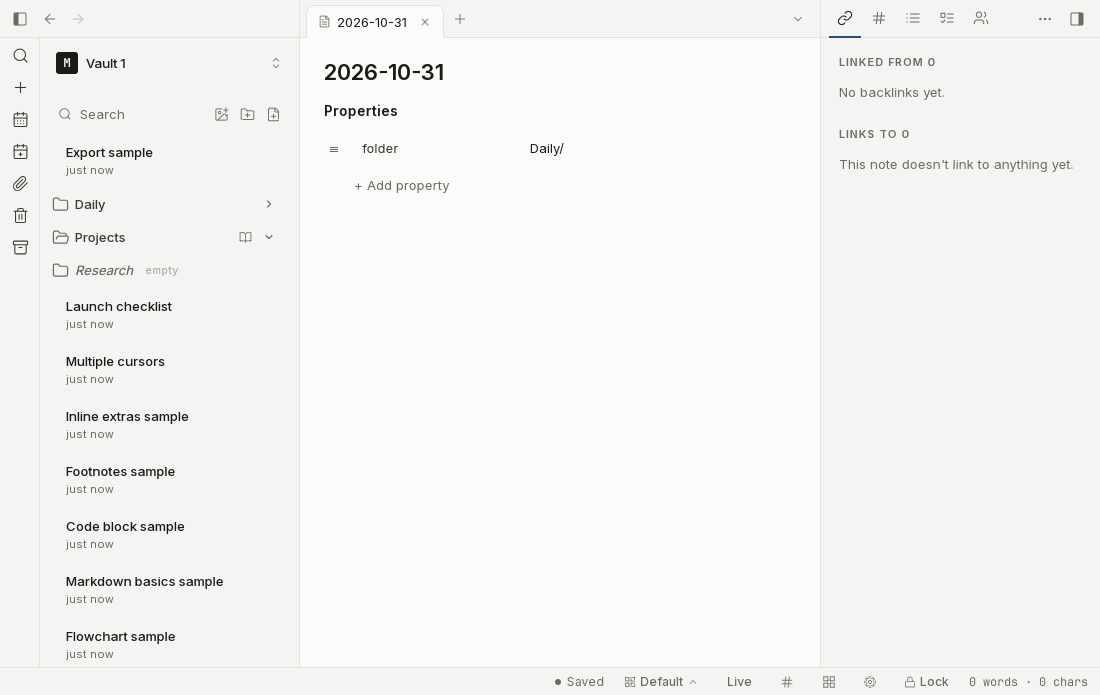 2026-10-31
M Vault 1
Search
Export sample
just now
Daily
Projects
Research empty
Launch checklist
just now
Multiple cursors
just now
Inline extras sample
just now
Footnotes sample
just now
Code block sample
just now
Markdown basics sample
just now
Flowchart sample
just now
2026-10-31
Properties
folder Daily/
+ Add property
LINKED FROM 0
No backlinks yet.
LINKS TO 0
This note doesn't link to anything yet.
Saved Default Live Lock 0 words · 0 chars